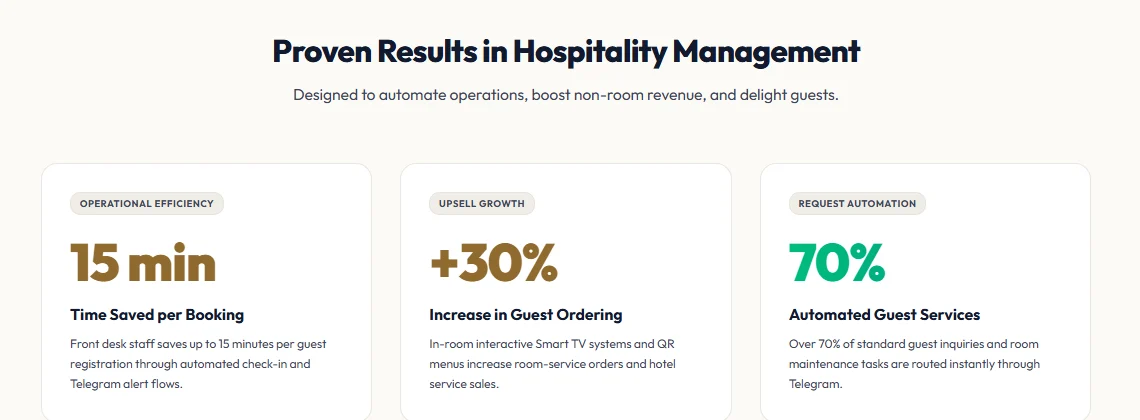 Proven Results in Hospitality Management
Designed to automate operations, boost non-room revenue, and delight guests.
OPERATIONAL EFFICIENCY
15 min
Time Saved per Booking
Front desk staff saves up to 15 minutes per guest
registration through automated check-in and
Telegram alert flows.
UPSELL GROWTH
+30%
Increase in Guest Ordering
In-room interactive Smart TV systems and QR
menus increase room-service orders and hotel
service sales.
REQUEST AUTOMATION
70%
Automated Guest Services
Over 70% of standard guest inquiries and room
maintenance tasks are routed instantly through
Telegram.